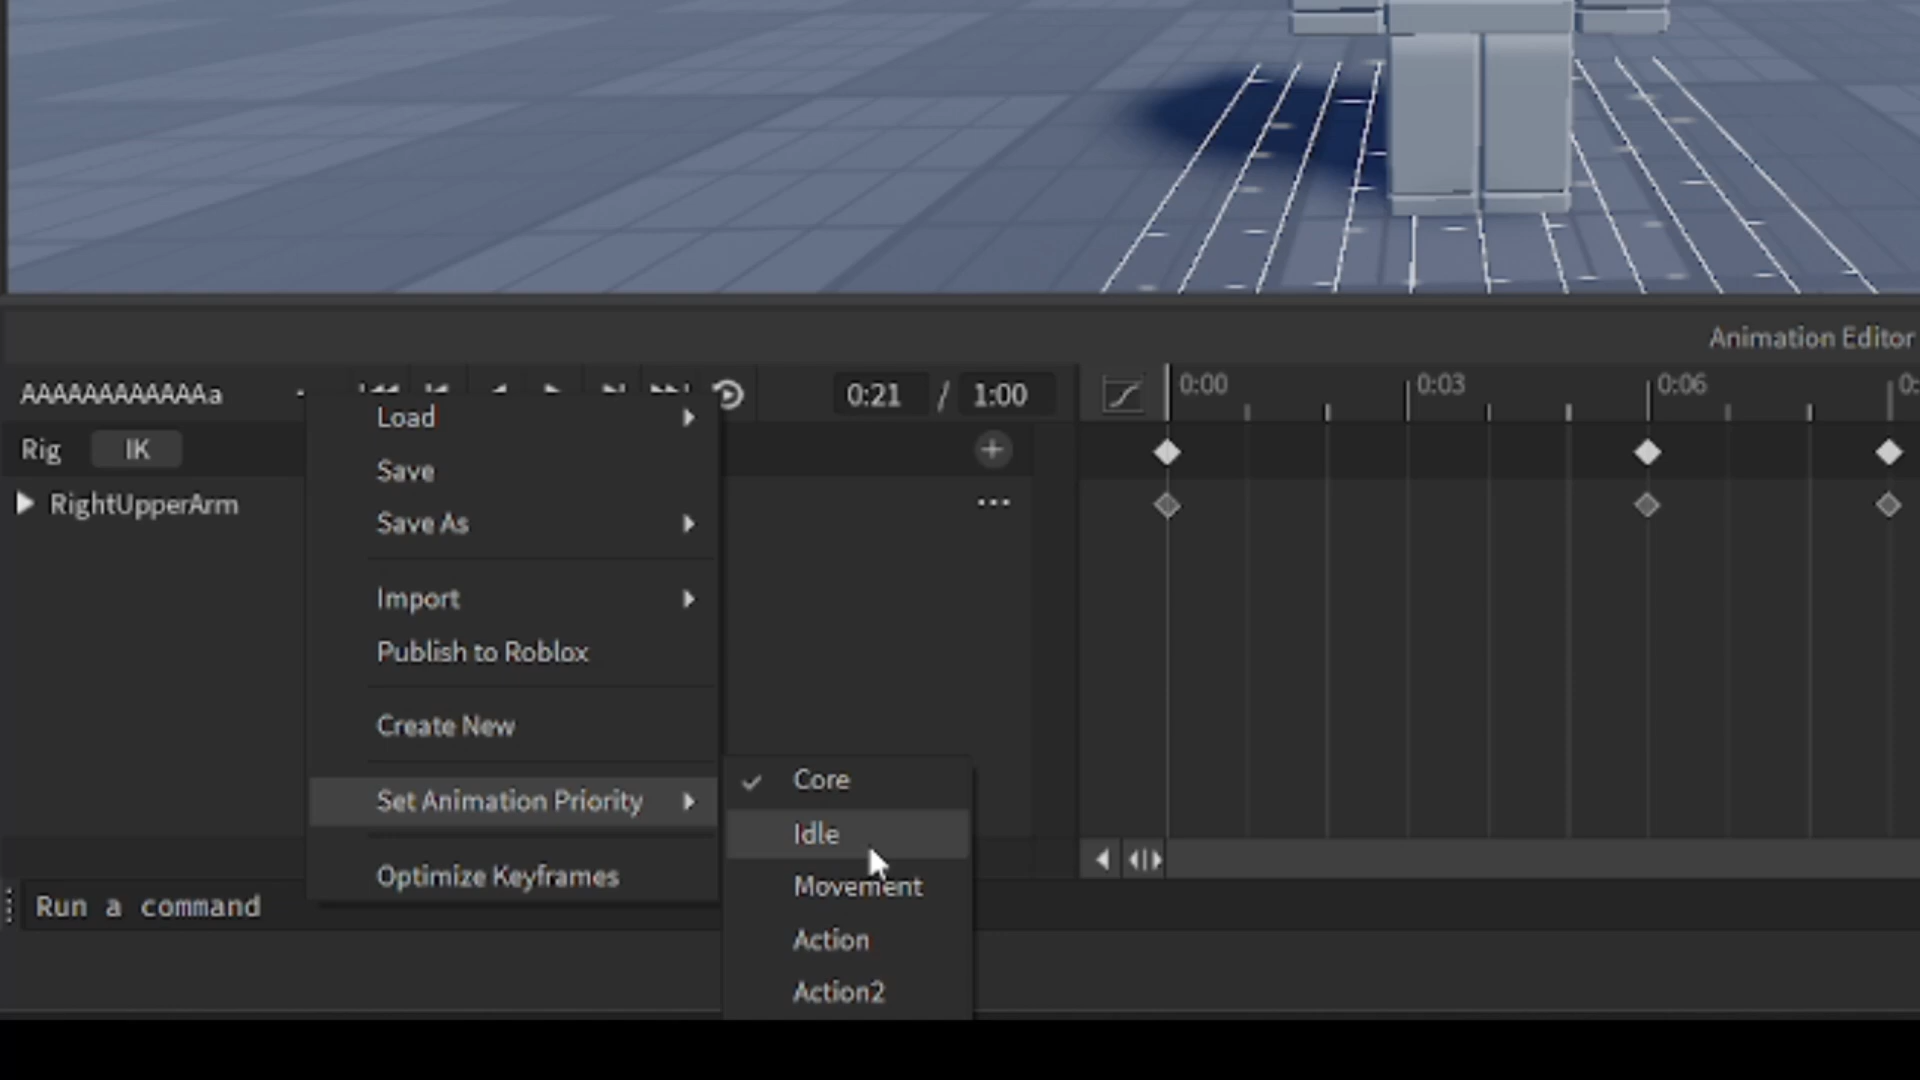 Animation Editor
AAAAAAAAAAAAa
0:21 / 1:00
0:00
0:03
0:06
0:
Rig
IK
RightUpperArm
Load
Save
Save As
Import
Publish to Roblox
Create New
Set Animation Priority
Optimize Keyframes
Core
Idle
Movement
Action
Action2
Run a command